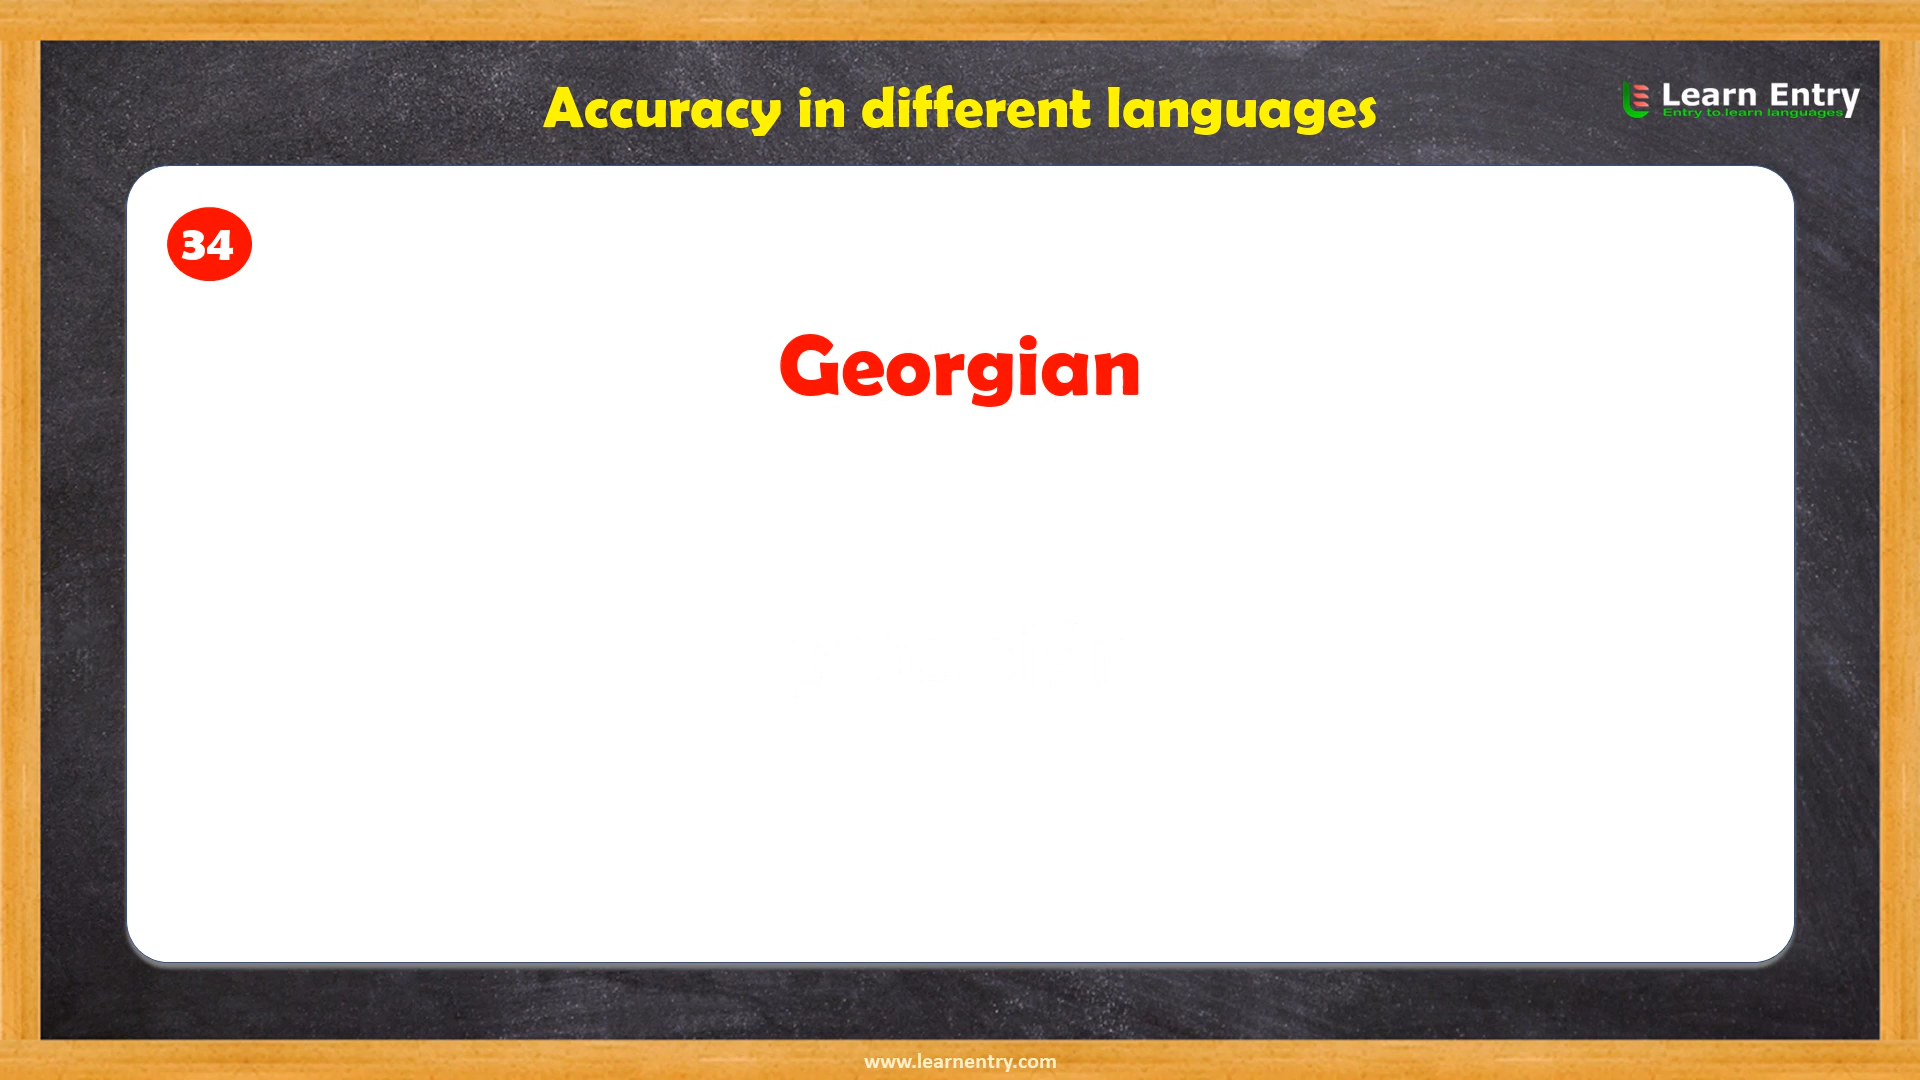 Accuracy in different languages
Learn Entry
Entry to learn languages
34
Georgian
www.learnentry.com